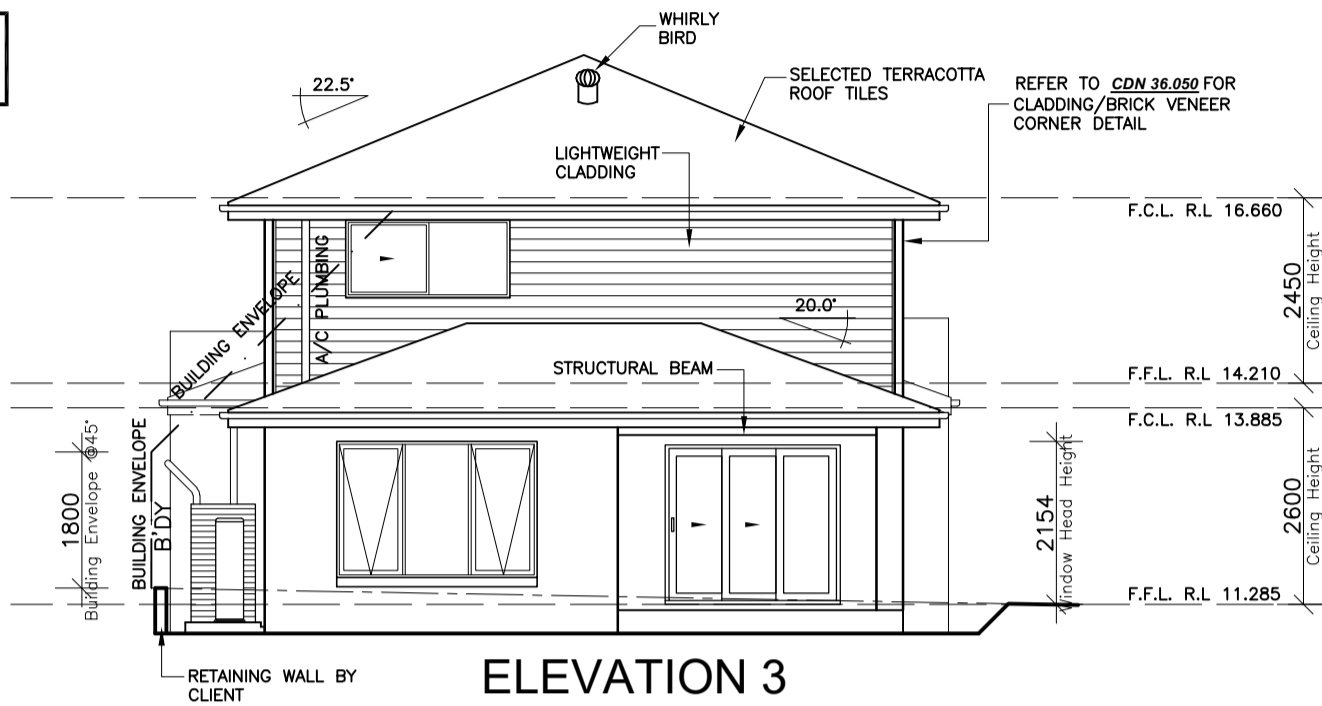 WHIRLY
BIRD
22.5°
SELECTED TERRACOTTA
ROOF TILES
REFER TO CDN 36.050 FOR
CLADDING/BRICK VENEER
CORNER DETAIL
LIGHTWEIGHT
CLADDING
F.C.L. R.L 16.660
BUILDING ENVELOPE
A/C PLUMBING
20.0°
2450
Ceiling Height
STRUCTURAL BEAM
F.F.L. R.L 14.210
F.C.L. R.L 13.885
1800
Building Envelope @45°
BUILDING ENVELOPE
B'DY
2154
Window Head Height
2600
Ceiling Height
F.F.L. R.L 11.285
RETAINING WALL BY
CLIENT
ELEVATION 3